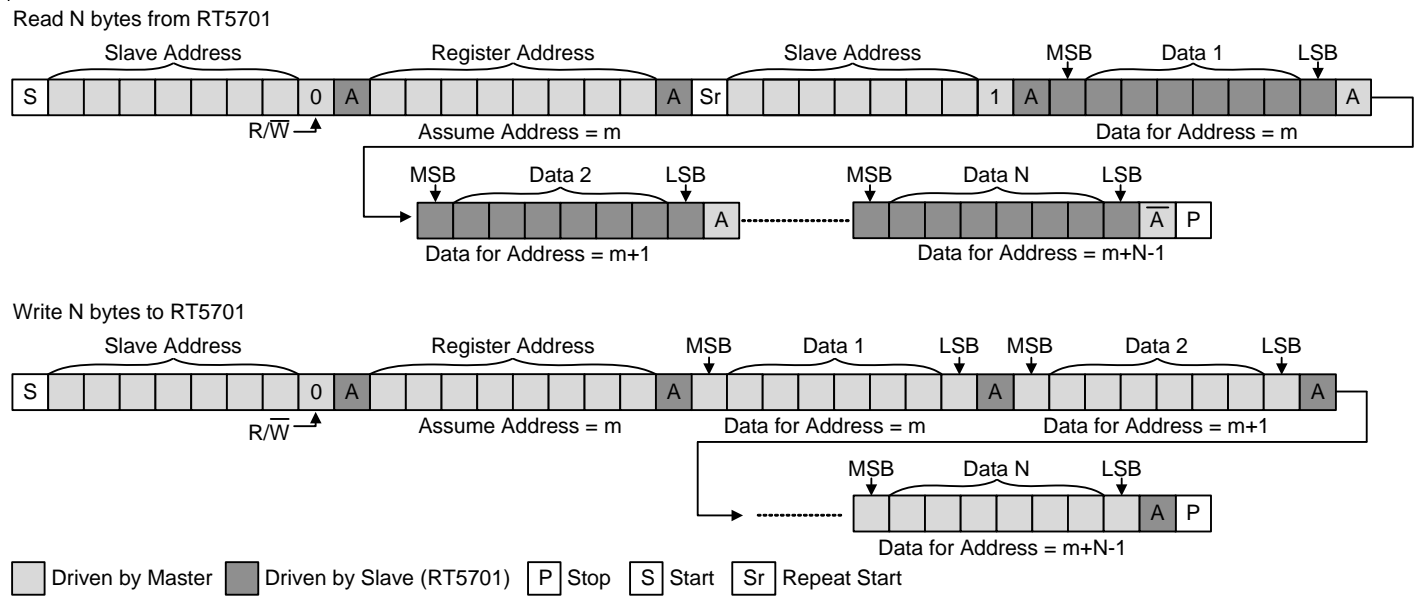 Read N bytes from RT5701
Slave Address Register Address Slave Address MSB Data 1 LSB
S 0 A A Sr 1 A A
R/W̅ Assume Address = m Data for Address = m
MSB Data 2 LSB MSB Data N LSB
A A̅ P
Data for Address = m+1 Data for Address = m+N-1
Write N bytes to RT5701
Slave Address Register Address MSB Data 1 LSB MSB Data 2 LSB
S 0 A A A A
R/W̅ Assume Address = m Data for Address = m Data for Address = m+1
MSB Data N LSB
A P
Data for Address = m+N-1
Driven by Master Driven by Slave (RT5701) P Stop S Start Sr Repeat Start